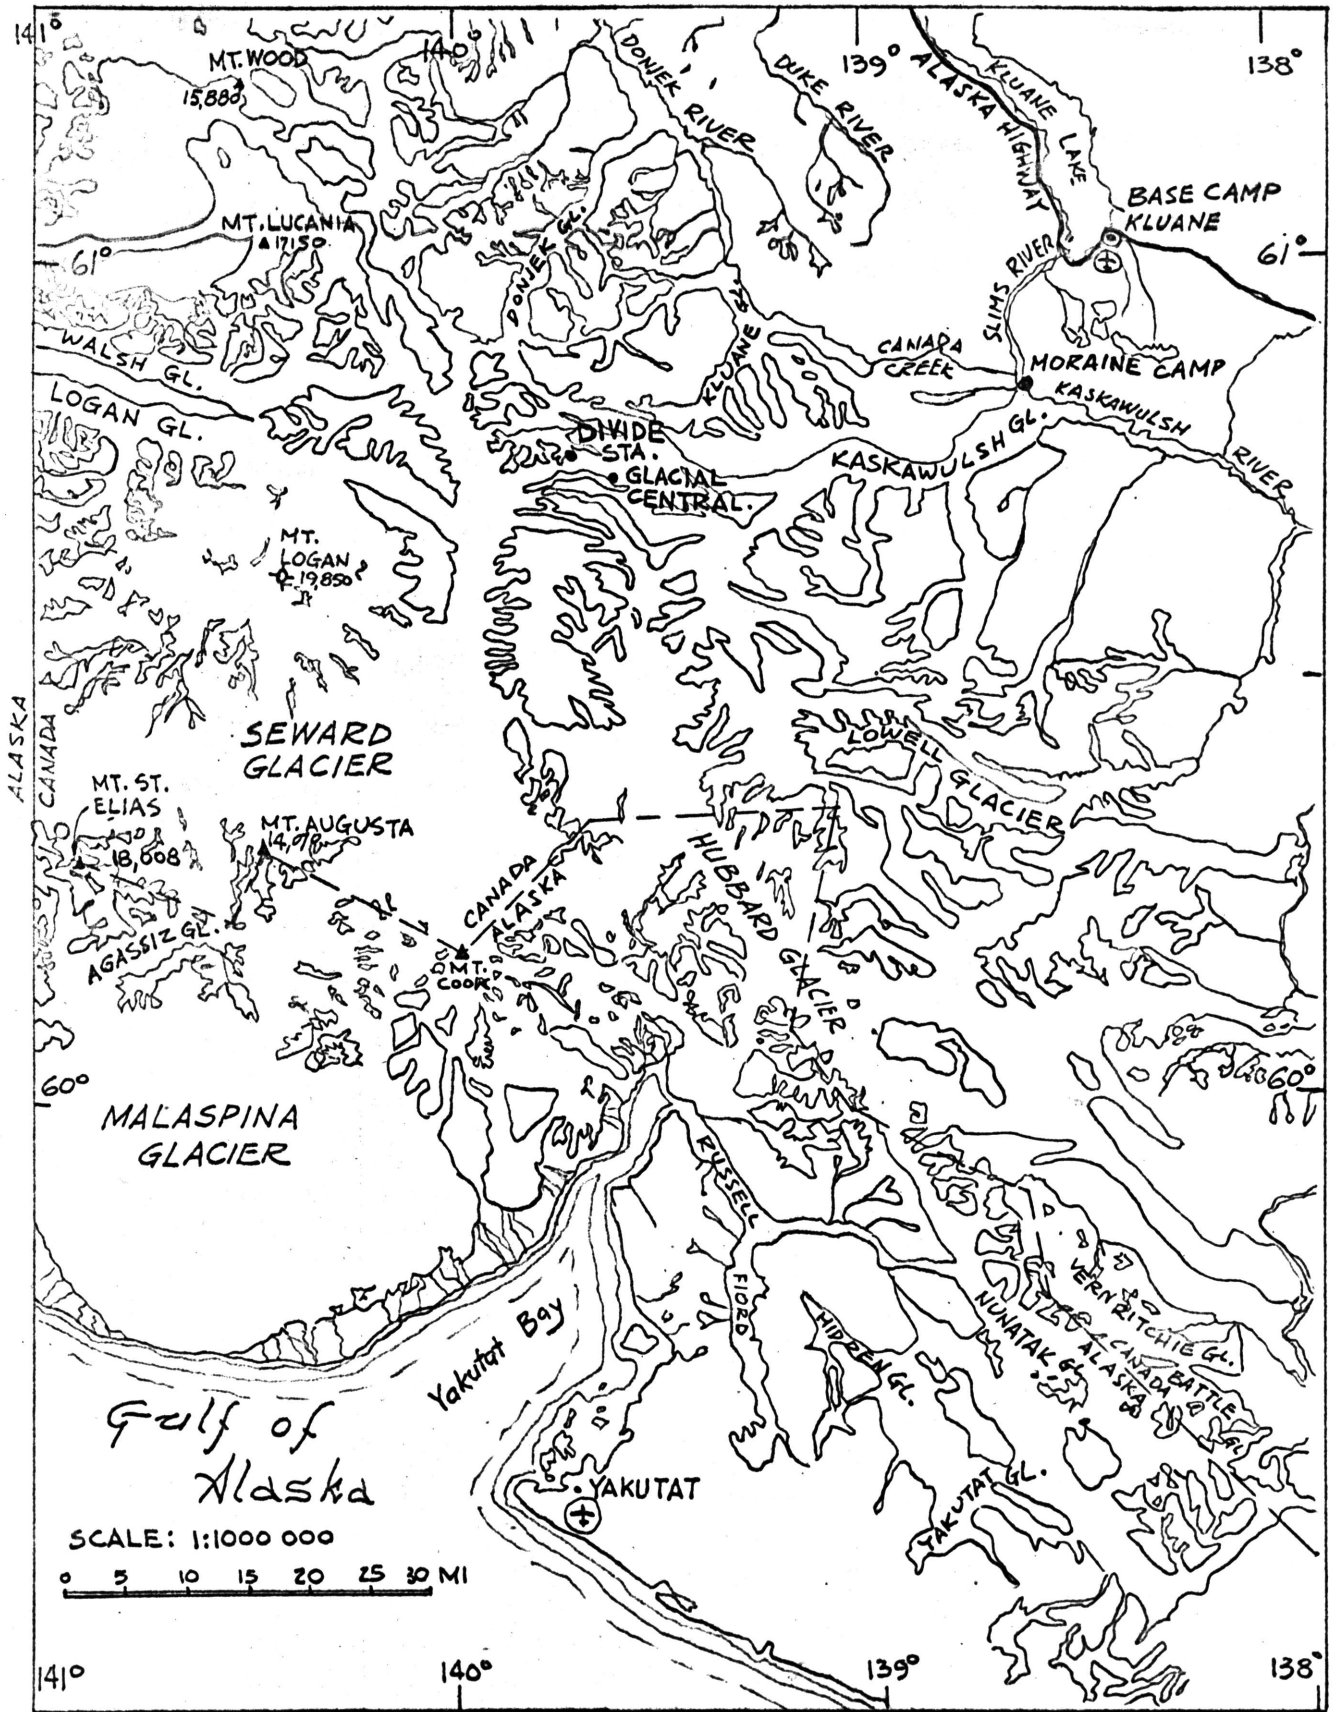 141°
140°
139°
138°
MT. WOOD
15,880
DONJEK RIVER
DUKE RIVER
ALASKA HIGHWAY
KLUANE LAKE
BASE CAMP
KLUANE
MT. LUCANIA
17150
61°
61°
DONJEK GL.
KLUANE GL.
SLIMS RIVER
WALSH GL.
LOGAN GL.
CANADA
CREEK
MORAINE CAMP
KASKAWULSH
RIVER
KASKAWULSH GL.
DIVIDE
STA.
GLACIAL
CENTRAL.
MT.
LOGAN
19,850
ALASKA
CANADA
SEWARD
GLACIER
LOWELL GLACIER
MT. ST.
ELIAS
18,008
MT. AUGUSTA
CANADA
ALASKA
HUBBARD GLACIER
AGASSIZ GL.
MT.
COOK
60°
60°
MALASPINA
GLACIER
RUSSELL
FIORD
VERN RITCHIE GL.
NUNATAK GL.
CANADA
ALASKA
BATTLE
GL
HIDDEN GL.
Yakutat Bay
Gulf of
Alaska
YAKUTAT
YAKUTAT GL.
SCALE: 1:1000 000
0 5 10 15 20 25 30 MI
141°
140°
139°
138°